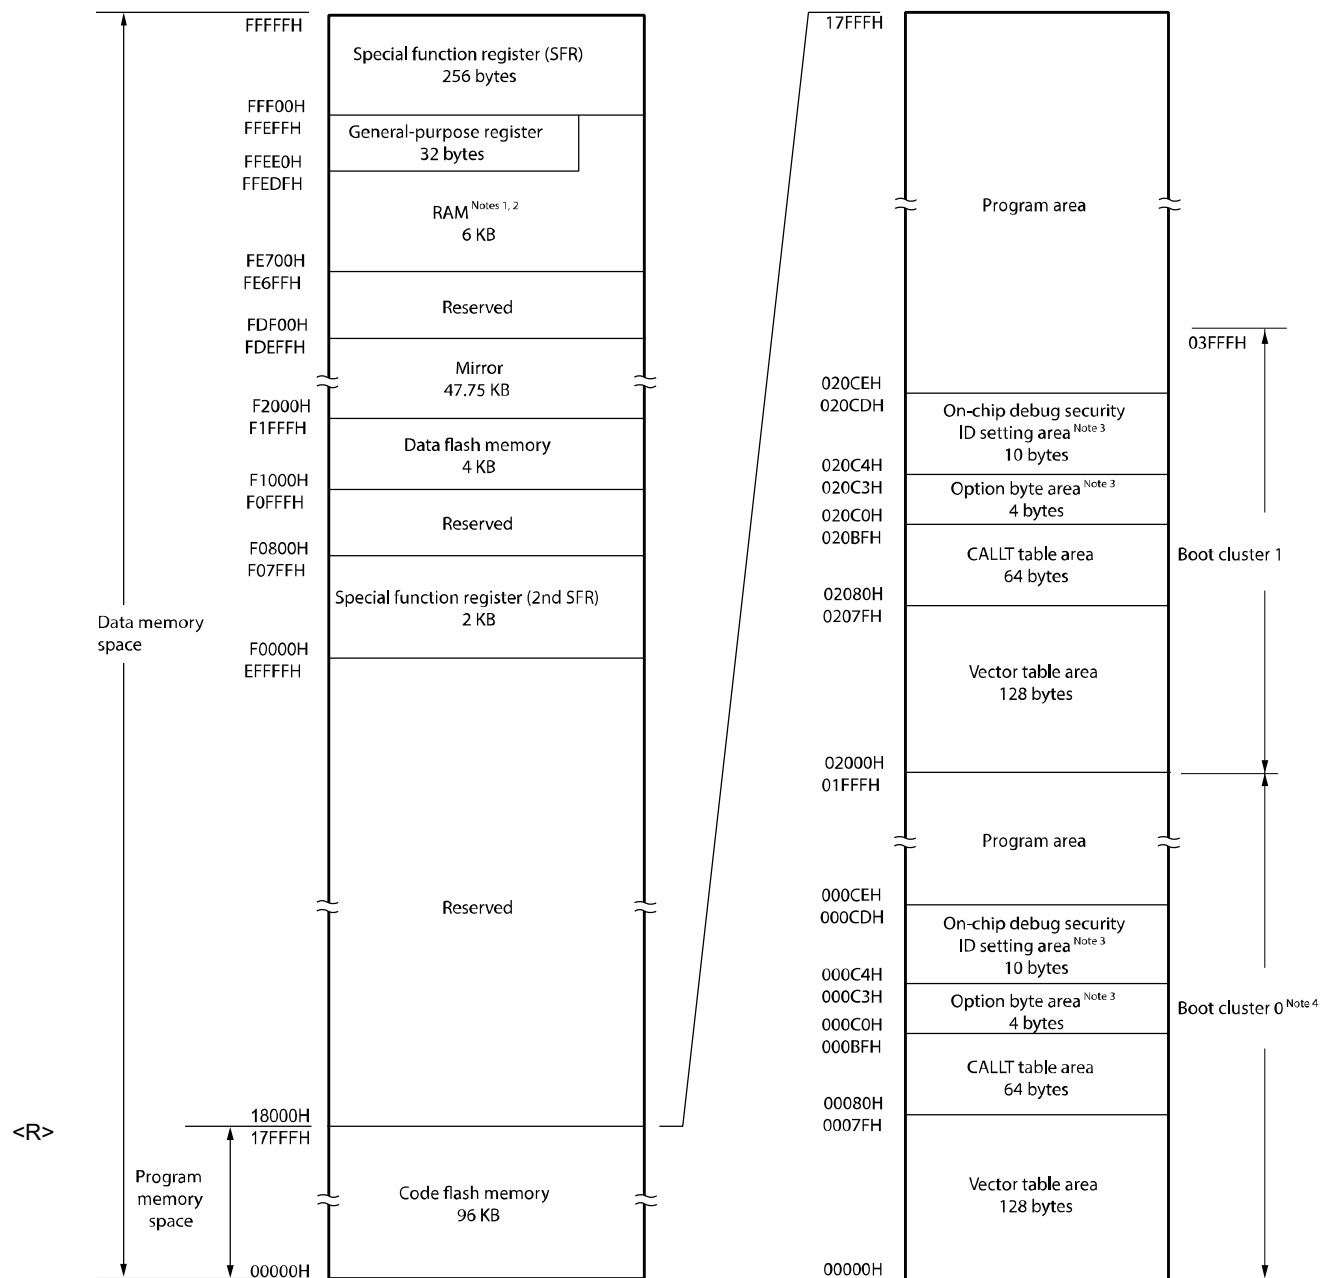 FFFFFH
Special function register (SFR)
256 bytes
FFF00H
FFEFFH
General-purpose register
32 bytes
FFEE0H
FFEDFH
RAM Notes 1, 2
6 KB
FE700H
FE6FFH
Reserved
FDF00H
FDEFFH
Mirror
47.75 KB
F2000H
F1FFFH
Data flash memory
4 KB
F1000H
F0FFFH
Reserved
F0800H
F07FFH
Special function register (2nd SFR)
2 KB
F0000H
EFFFFH
Data memory
space
Reserved
<R>
18000H
17FFFH
Program
memory
space
Code flash memory
96 KB
00000H
17FFFH
Program area
03FFFH
020CEH
020CDH
On-chip debug security
ID setting area Note 3
10 bytes
020C4H
020C3H
Option byte area Note 3
4 bytes
020C0H
020BFH
CALLT table area
64 bytes
Boot cluster 1
02080H
0207FH
Vector table area
128 bytes
02000H
01FFFH
Program area
000CEH
000CDH
On-chip debug security
ID setting area Note 3
10 bytes
000C4H
000C3H
Option byte area Note 3
4 bytes
Boot cluster 0 Note 4
000C0H
000BFH
CALLT table area
64 bytes
00080H
0007FH
Vector table area
128 bytes
00000H